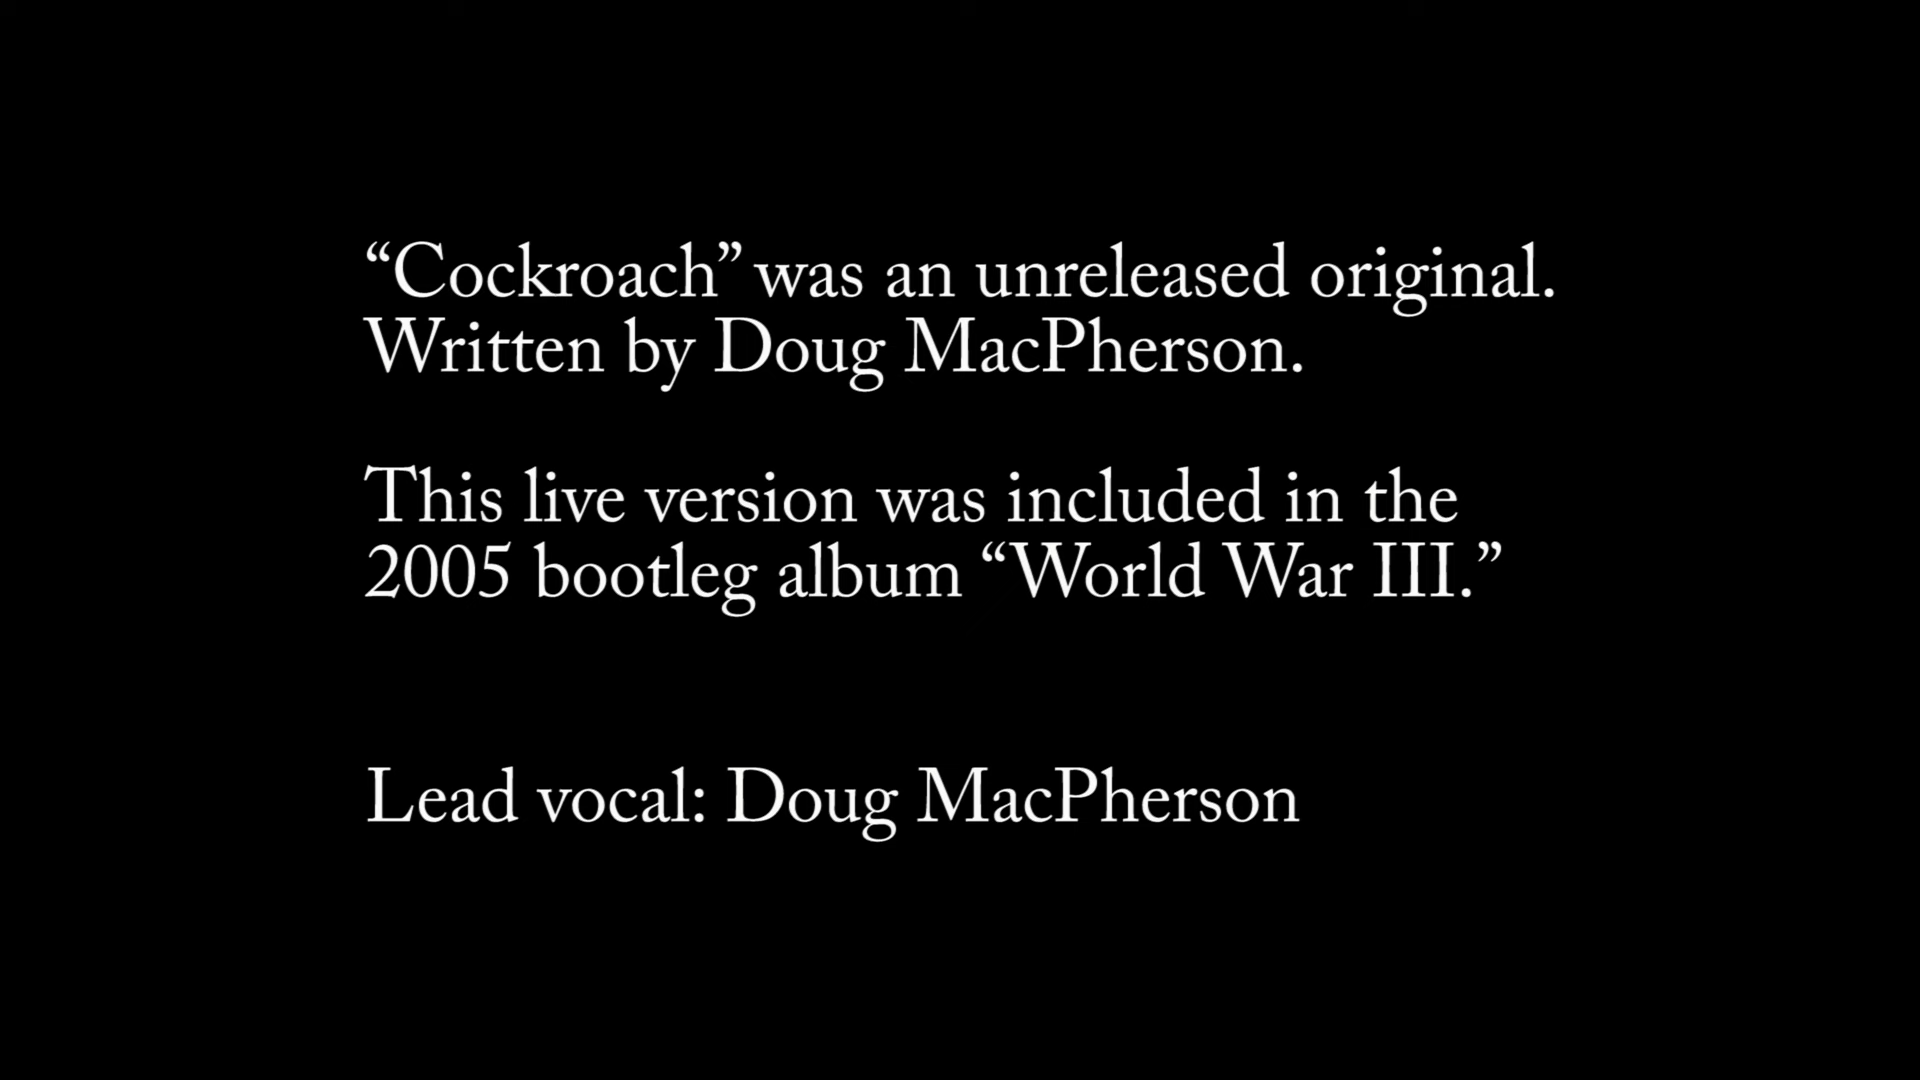 “Cockroach” was an unreleased original.
Written by Doug MacPherson.
This live version was included in the
2005 bootleg album “World War III.”
Lead vocal: Doug MacPherson